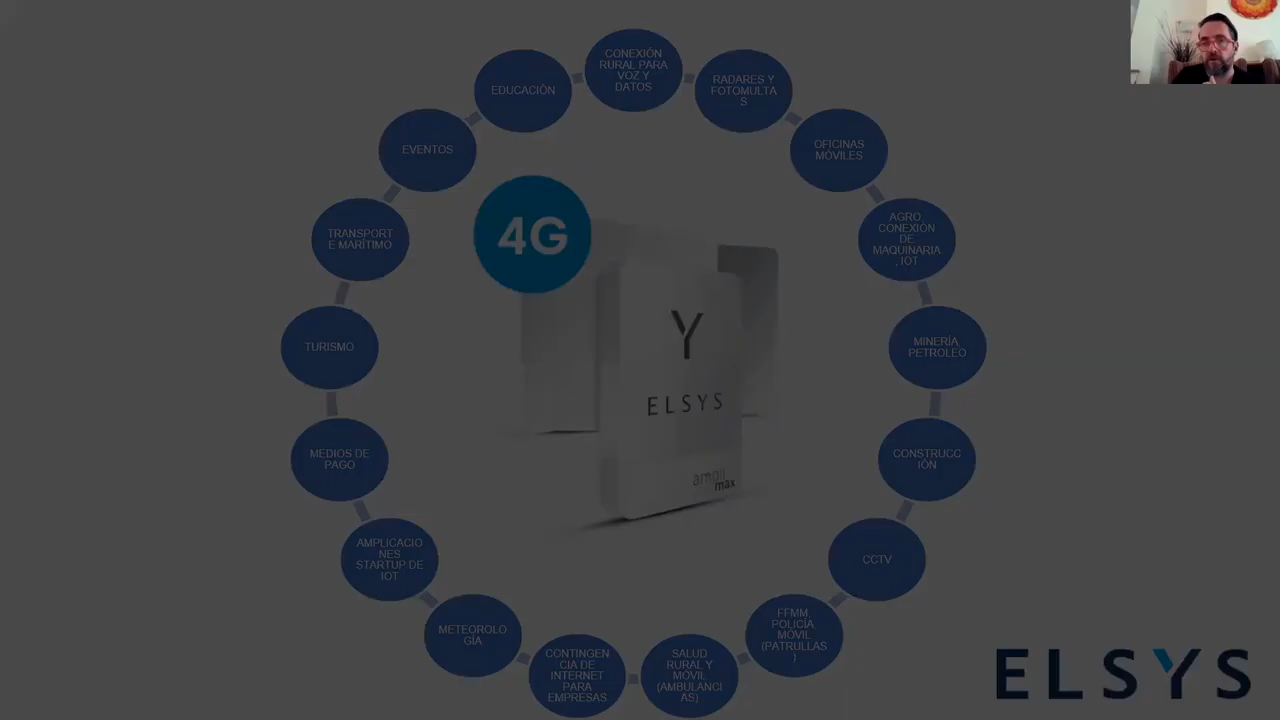 CONEXIÓN
RURAL PARA
VOZ Y
DATOS
RADARES Y
FOTOMULTA
S
OFICINAS
MÓVILES
AGRO,
CONEXIÓN
DE
MAQUINARIA
, IOT
MINERÍA,
PETROLEO
CONSTRUCC
IÓN
CCTV
FFMM,
POLICÍA,
MÓVIL
(PATRULLAS
)
SALUD
RURAL Y
MÓVIL
(AMBULANCI
AS)
CONTINGEN
CIA DE
INTERNET
PARA
EMPRESAS
METEOROLO
GÍA
AMPLICACIO
NES
STARTUP DE
IOT
MEDIOS DE
PAGO
TURISMO
TRANSPORT
E MARÍTIMO
EVENTOS
EDUCACIÓN
4G
ELSYS
amplimax
ELSYS